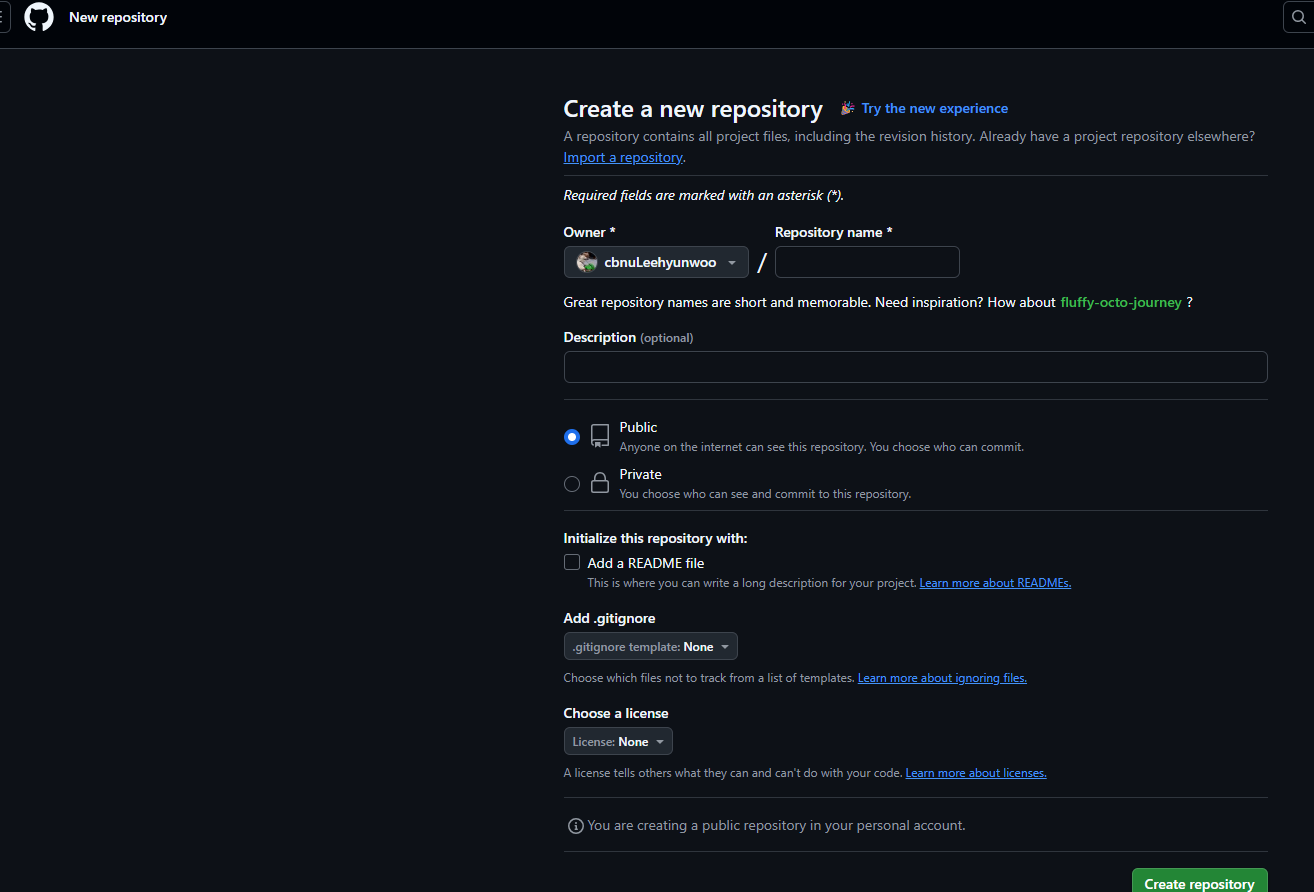 New repository
Create a new repository Try the new experience
A repository contains all project files, including the revision history. Already have a project repository elsewhere?
Import a repository.
Required fields are marked with an asterisk (*).
Owner * Repository name *
cbnuLeehyunwoo /
Great repository names are short and memorable. Need inspiration? How about fluffy-octo-journey ?
Description (optional)
Public
Anyone on the internet can see this repository. You choose who can commit.
Private
You choose who can see and commit to this repository.
Initialize this repository with:
Add a README file
This is where you can write a long description for your project. Learn more about READMEs.
Add .gitignore
.gitignore template: None
Choose which files not to track from a list of templates. Learn more about ignoring files.
Choose a license
License: None
A license tells others what they can and can't do with your code. Learn more about licenses.
You are creating a public repository in your personal account.
Create repository